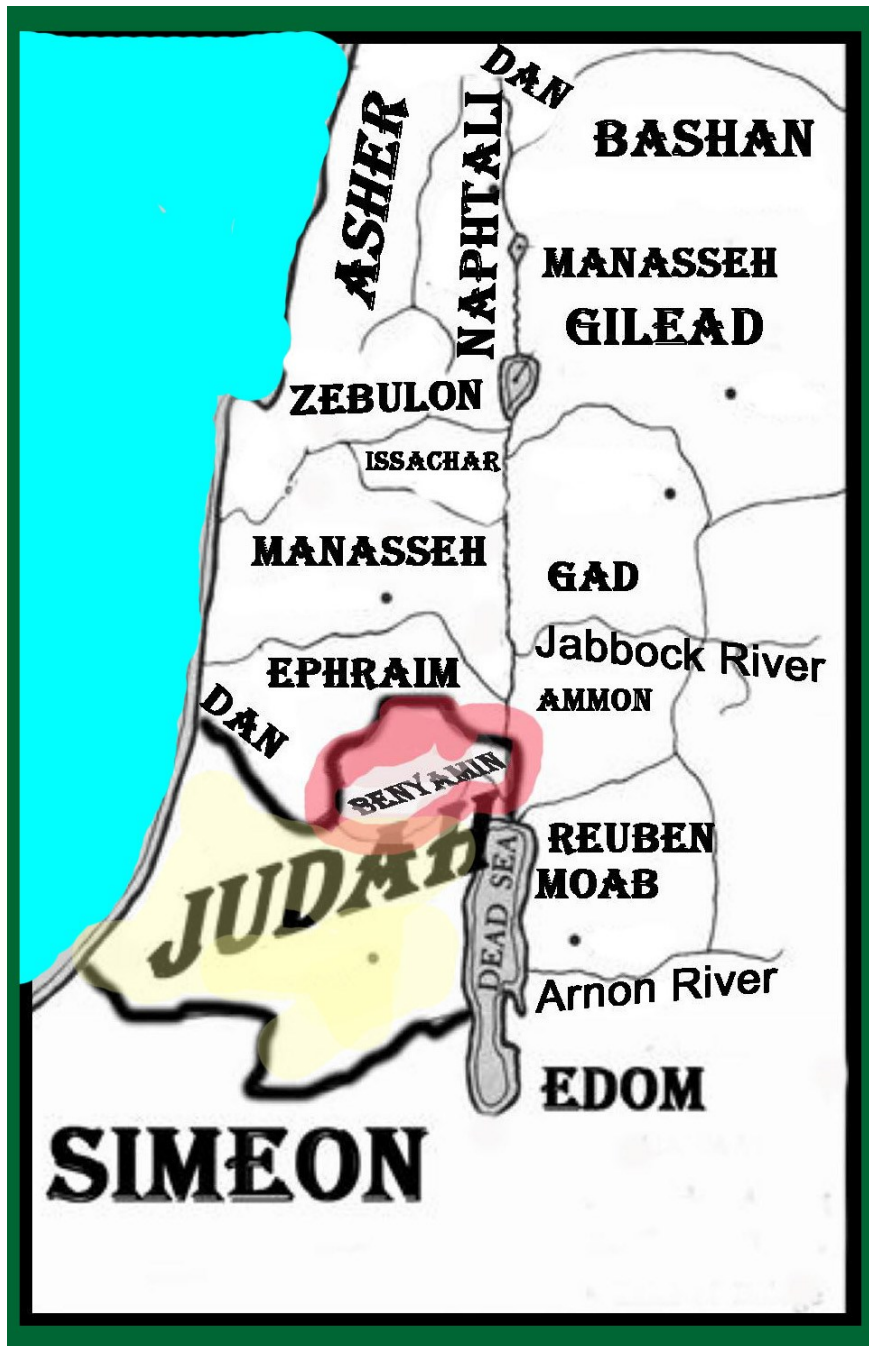 DAN
BASHAN
ASHER
NAPHTALI
MANASSEH
GILEAD
ZEBULON
ISSACHAR
MANASSEH
GAD
Jabbock River
EPHRAIM
AMMON
DAN
BENYAMIN
REUBEN
JUDAH
DEAD SEA
MOAB
Arnon River
EDOM
SIMEON